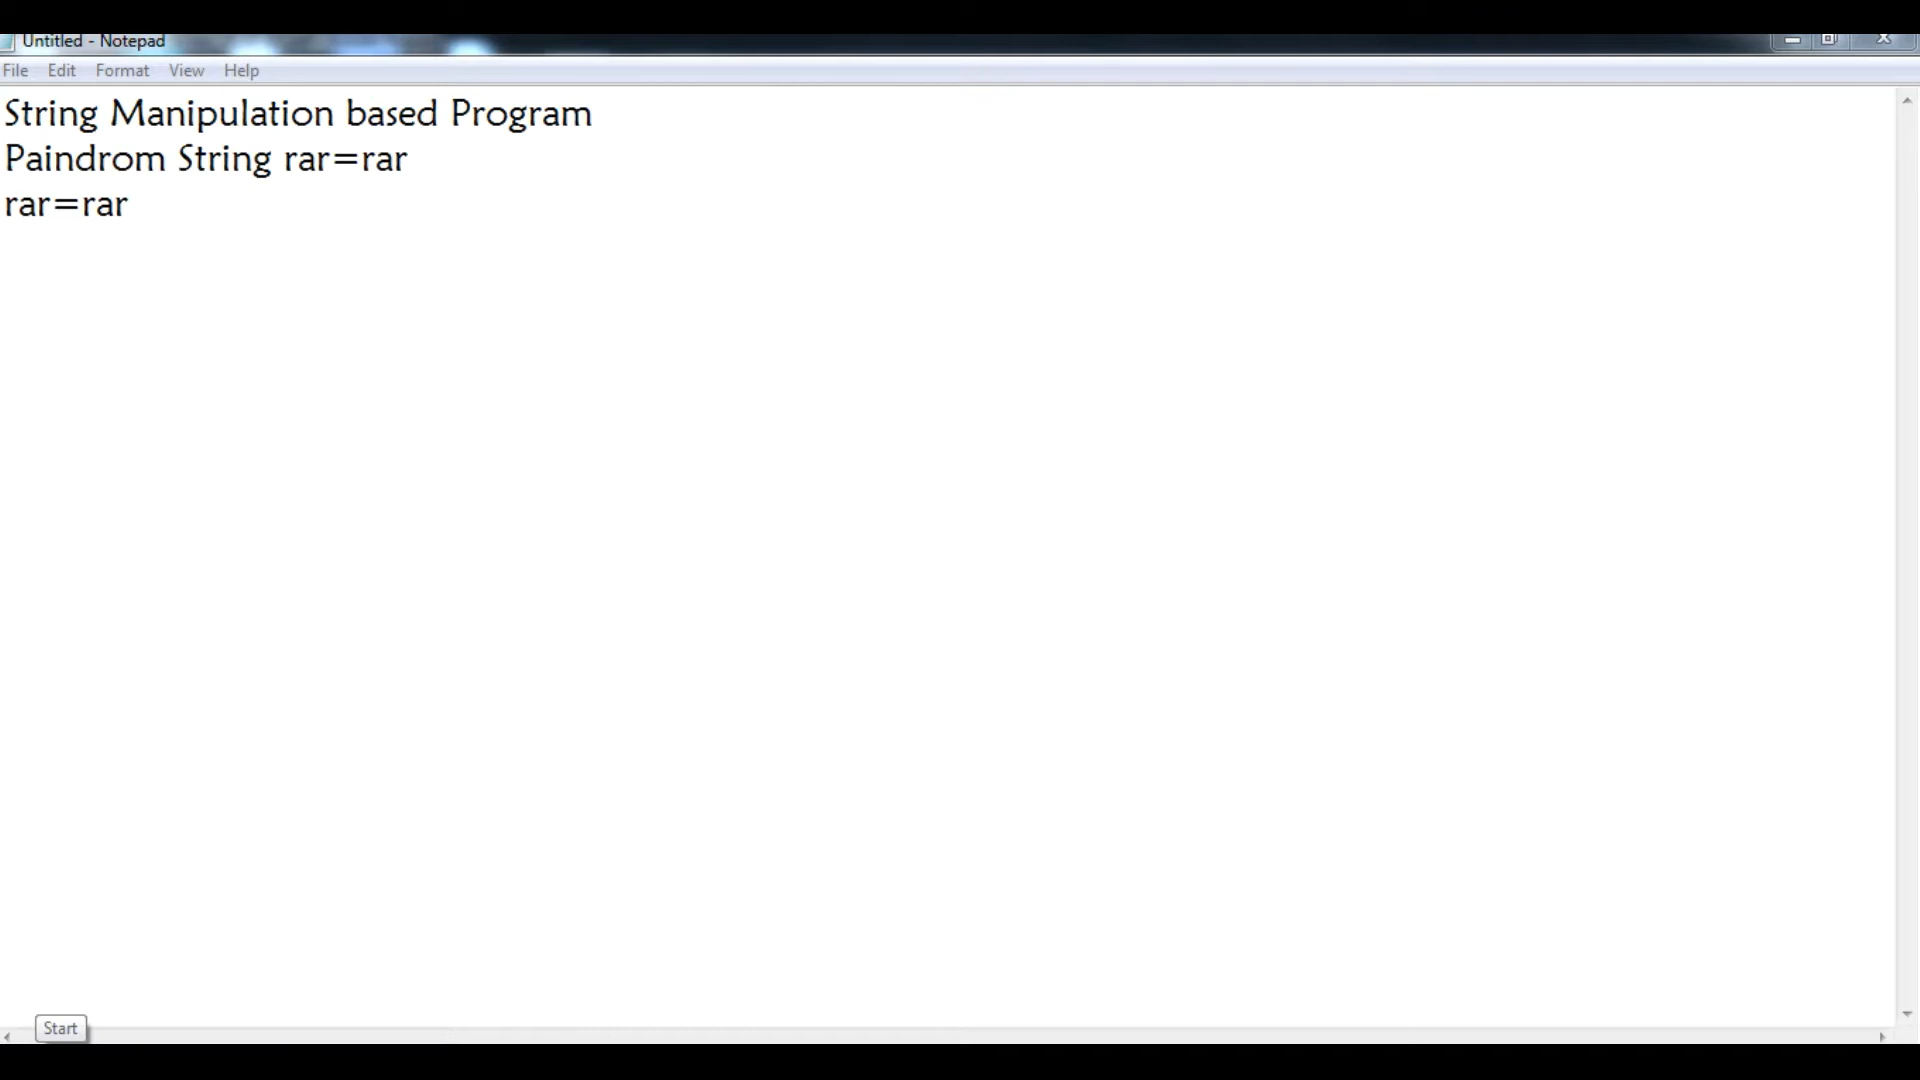 Untitled - Notepad
File Edit Format View Help
String Manipulation based Program
Paindrom String rar=rar
rar=rar
Start